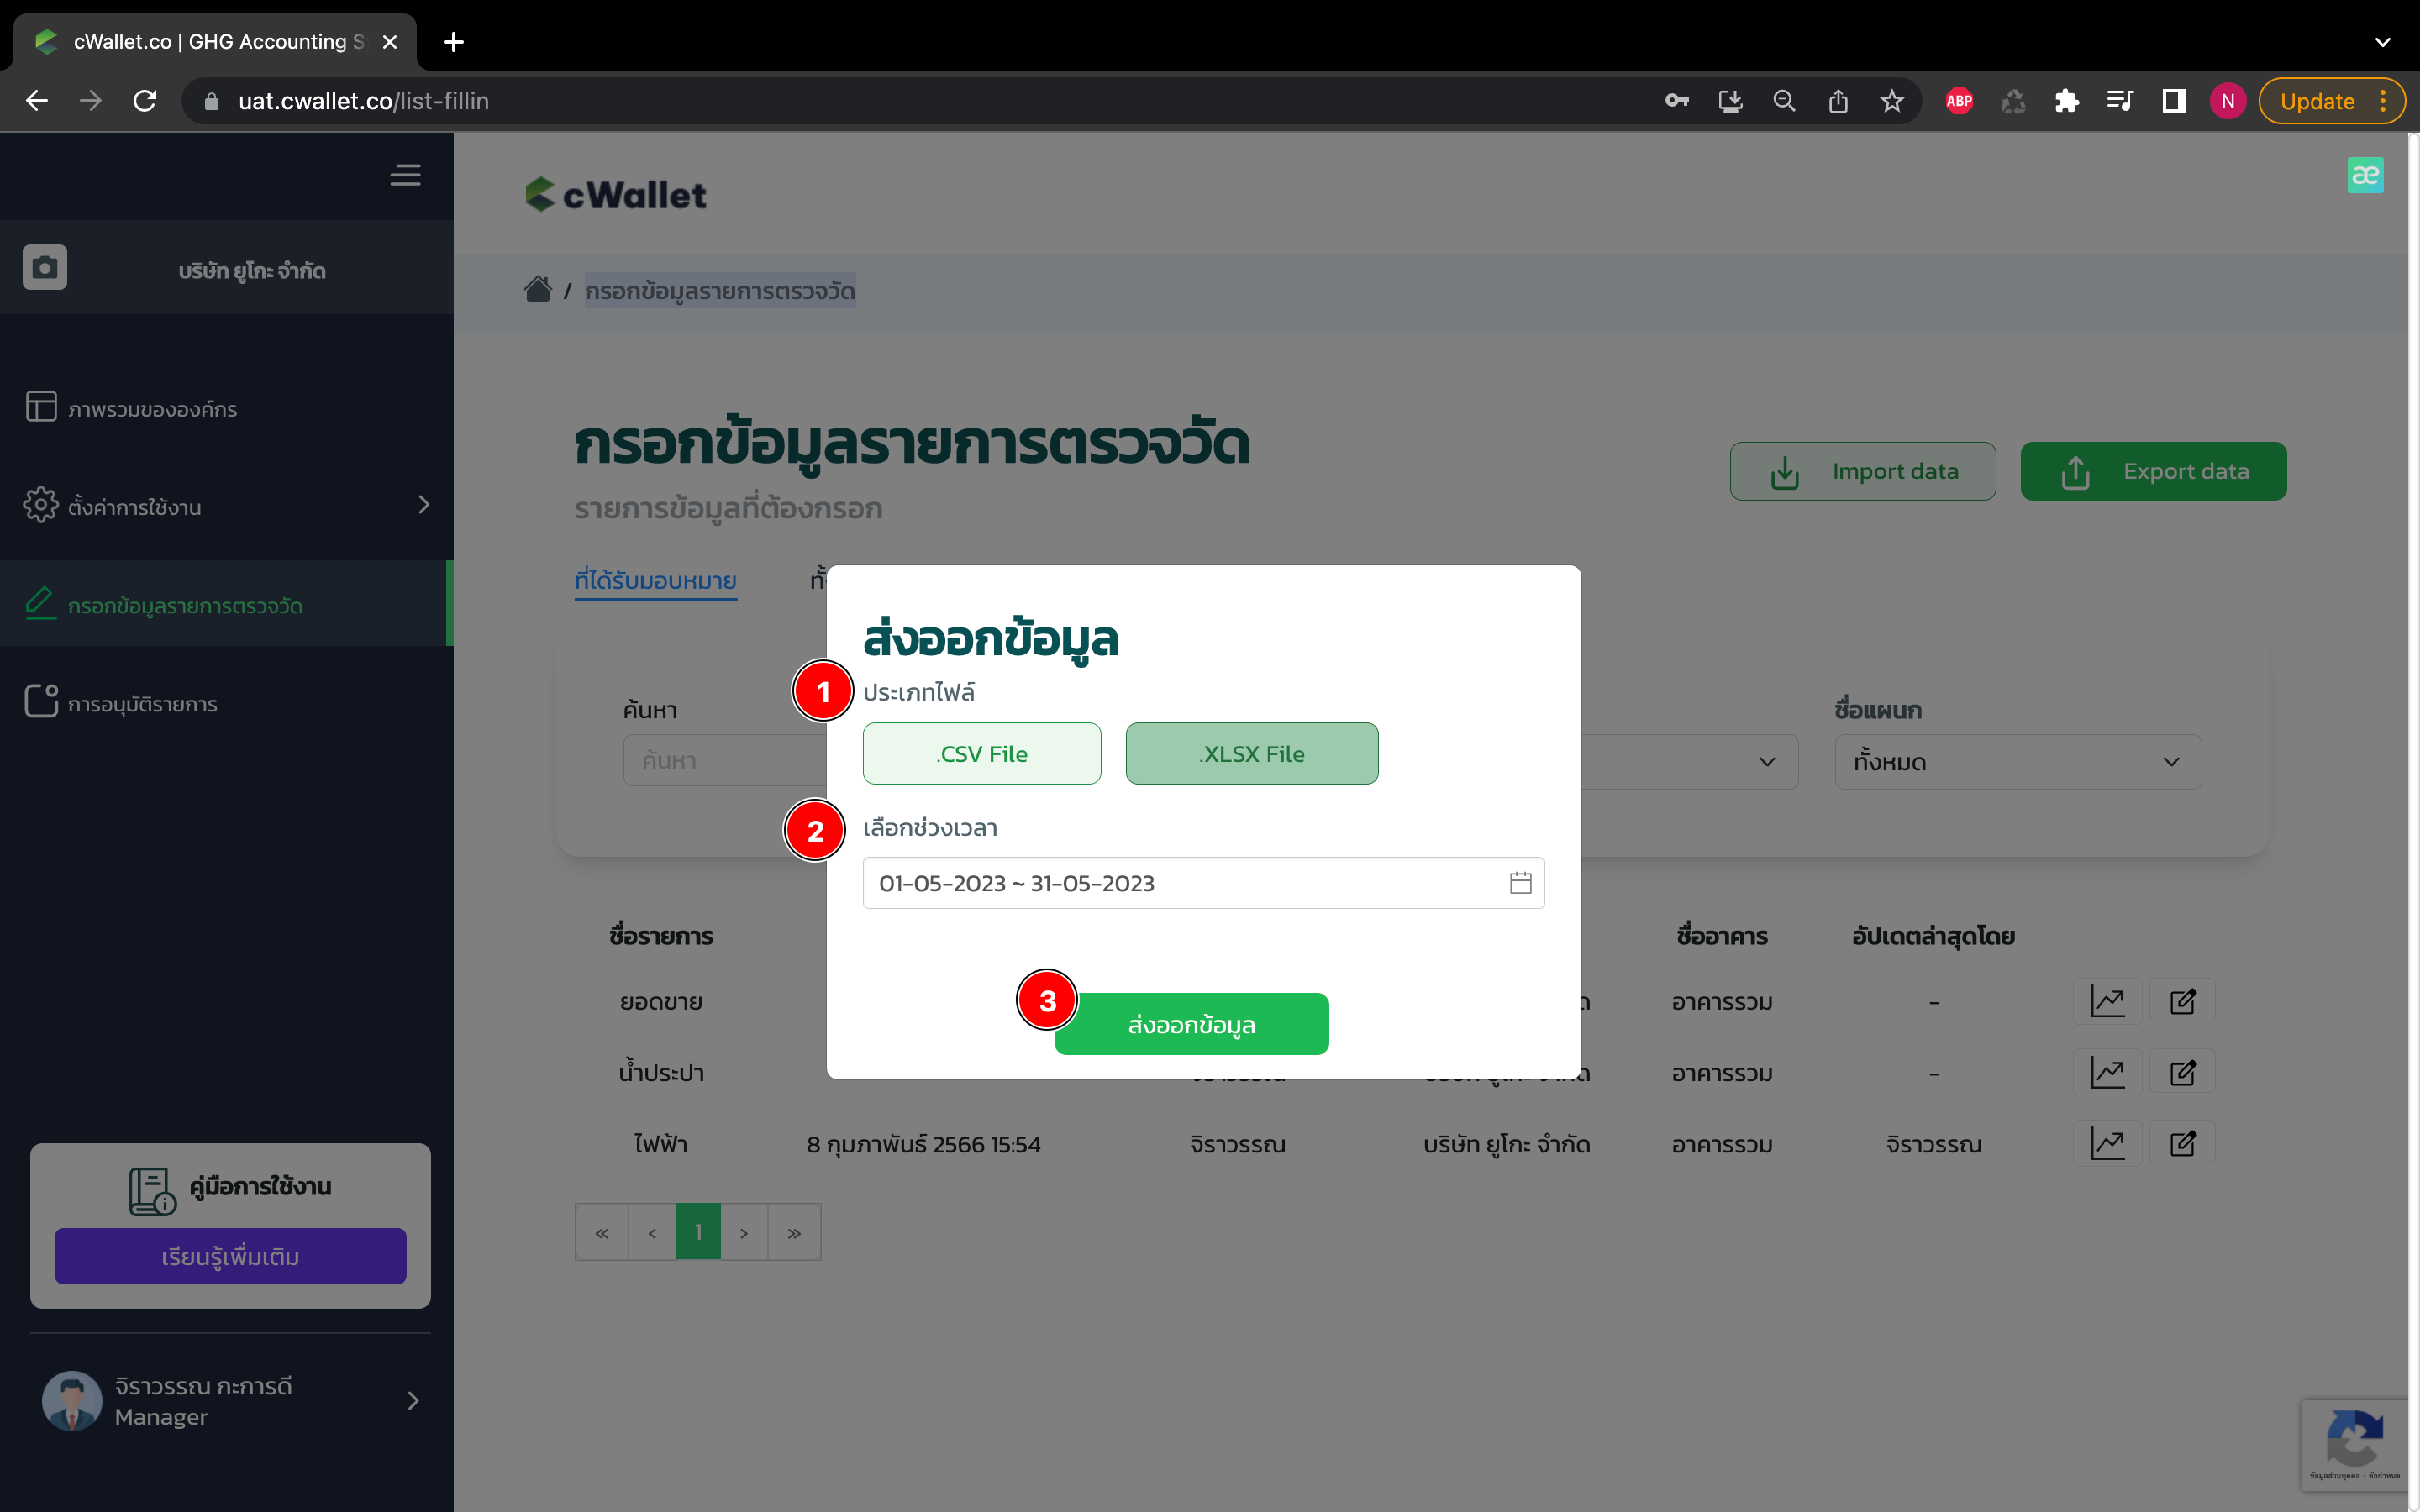 cWallet.co | GHG Accounting S
uat.cwallet.co/list-fillin
ABP
N
Update
บริษัท ยูโกะ จำกัด
ภาพรวมขององค์กร
ตั้งค่าการใช้งาน
กรอกข้อมูลรายการตรวจวัด
การอนุมัติรายการ
คู่มือการใช้งาน
เรียนรู้เพิ่มเติม
จิราวรรณ กะการดี
Manager
cWallet
æ
/ กรอกข้อมูลรายการตรวจวัด
กรอกข้อมูลรายการตรวจวัด
รายการข้อมูลที่ต้องกรอก
Import data
Export data
ที่ได้รับมอบหมาย
ค้นหา
ค้นหา
ชื่อแผนก
ทั้งหมด
ส่งออกข้อมูล
1 ประเภทไฟล์
.CSV File .XLSX File
2 เลือกช่วงเวลา
01-05-2023 ~ 31-05-2023
3 ส่งออกข้อมูล
ชื่อรายการ ชื่ออาคาร อัปเดตล่าสุดโดย
ยอดขาย อาคารรวม -
น้ำประปา อาคารรวม -
ไฟฟ้า 8 กุมภาพันธ์ 2566 15:54 จิราวรรณ บริษัท ยูโกะ จำกัด อาคารรวม จิราวรรณ
« < 1 > »
ข้อมูลส่วนบุคคล - ข้อกำหนด